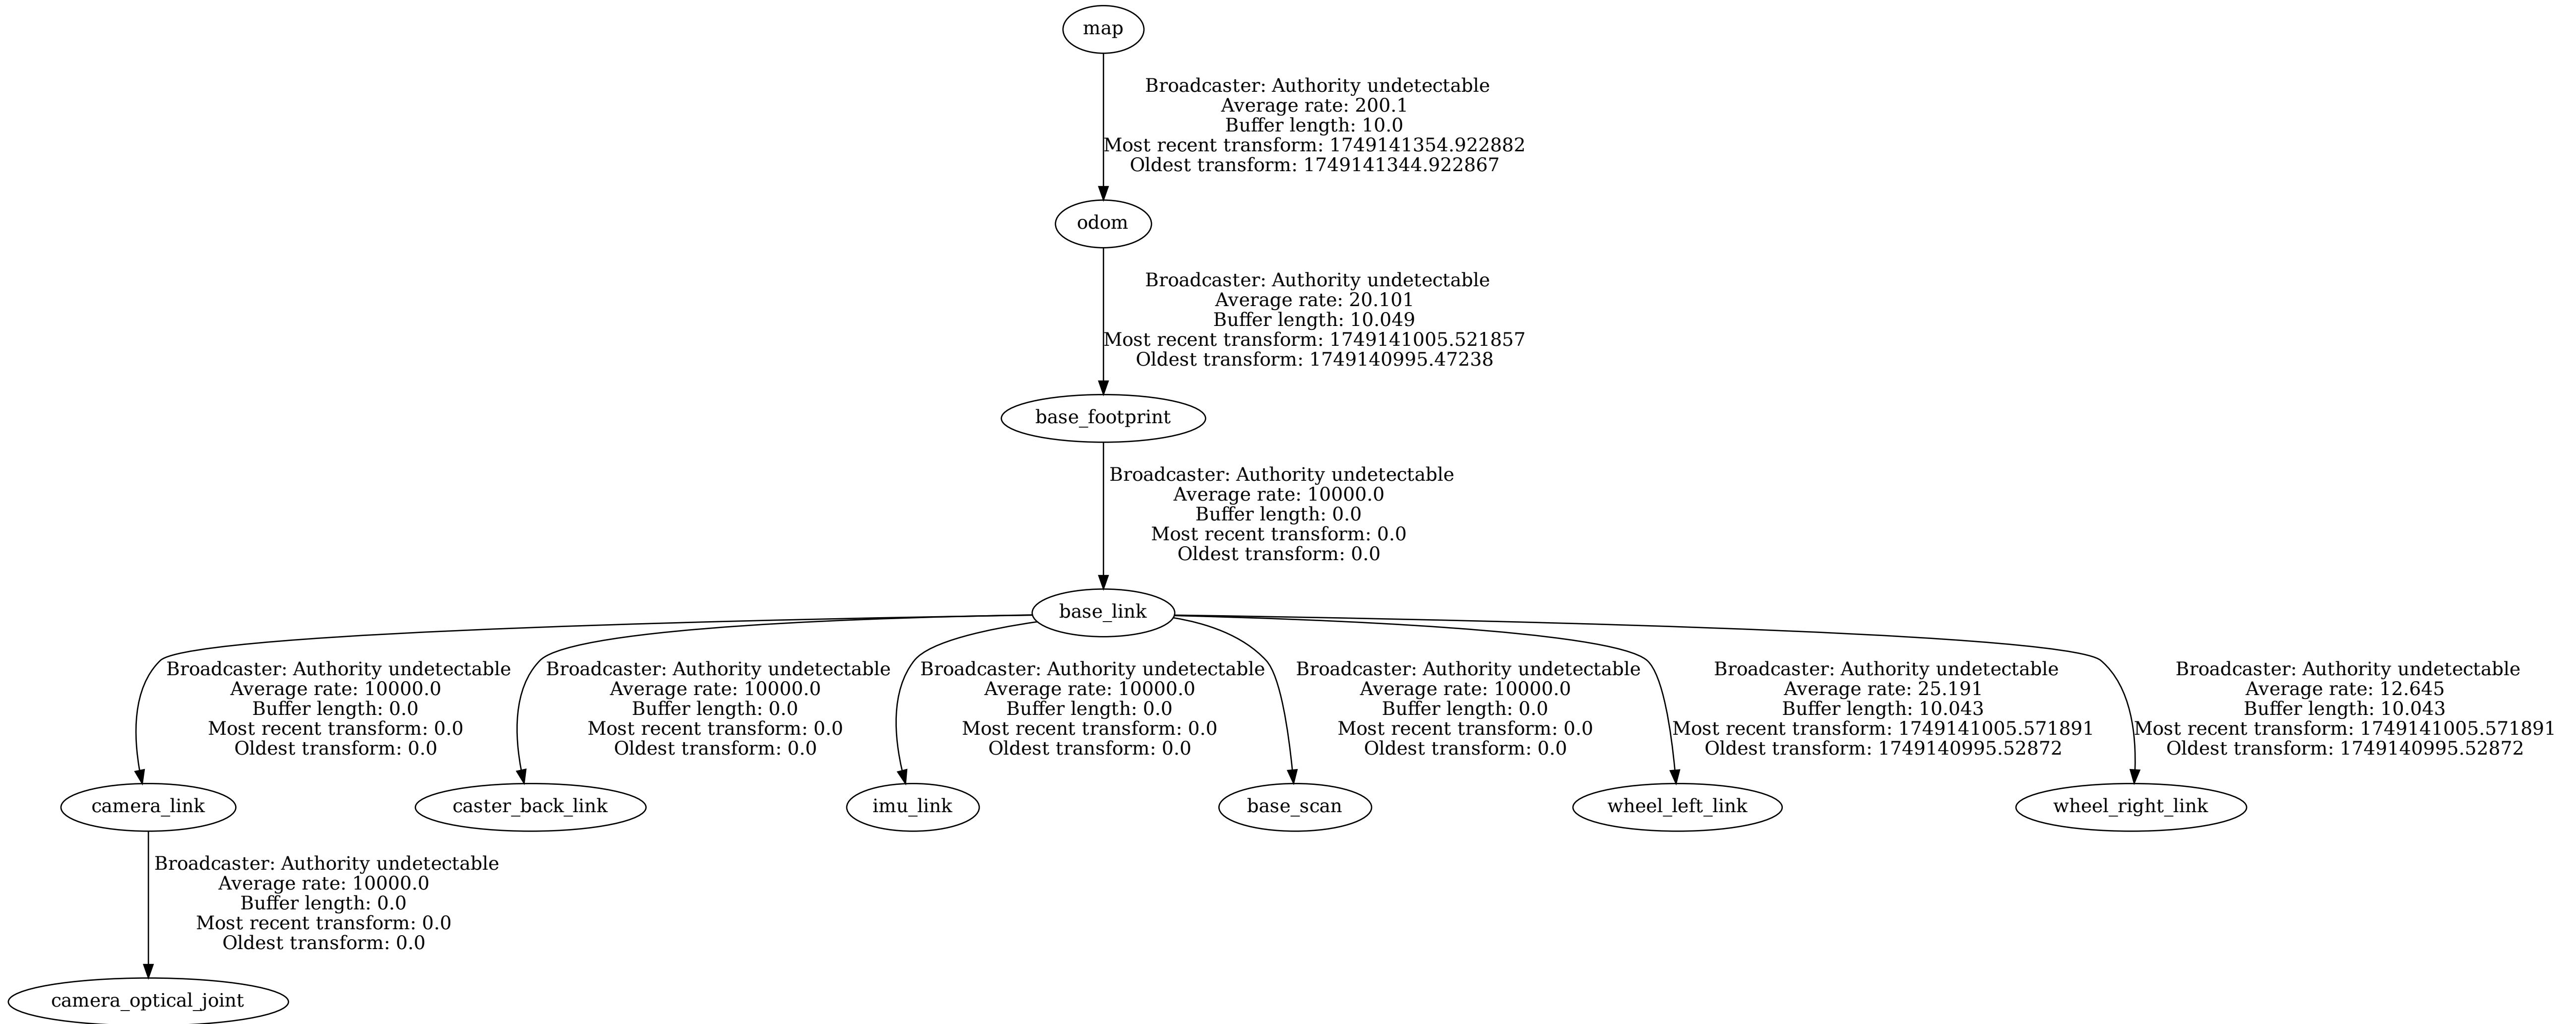 map
Broadcaster: Authority undetectable
Average rate: 200.1
Buffer length: 10.0
Most recent transform: 1749141354.922882
Oldest transform: 1749141344.922867
odom
Broadcaster: Authority undetectable
Average rate: 20.101
Buffer length: 10.049
Most recent transform: 1749141005.521857
Oldest transform: 1749140995.47238
base_footprint
Broadcaster: Authority undetectable
Average rate: 10000.0
Buffer length: 0.0
Most recent transform: 0.0
Oldest transform: 0.0
base_link
Broadcaster: Authority undetectable
Average rate: 10000.0
Buffer length: 0.0
Most recent transform: 0.0
Oldest transform: 0.0
Broadcaster: Authority undetectable
Average rate: 10000.0
Buffer length: 0.0
Most recent transform: 0.0
Oldest transform: 0.0
Broadcaster: Authority undetectable
Average rate: 10000.0
Buffer length: 0.0
Most recent transform: 0.0
Oldest transform: 0.0
Broadcaster: Authority undetectable
Average rate: 10000.0
Buffer length: 0.0
Most recent transform: 0.0
Oldest transform: 0.0
Broadcaster: Authority undetectable
Average rate: 25.191
Buffer length: 10.043
Most recent transform: 1749141005.571891
Oldest transform: 1749140995.52872
Broadcaster: Authority undetectable
Average rate: 12.645
Buffer length: 10.043
Most recent transform: 1749141005.571891
Oldest transform: 1749140995.52872
camera_link
caster_back_link
imu_link
base_scan
wheel_left_link
wheel_right_link
Broadcaster: Authority undetectable
Average rate: 10000.0
Buffer length: 0.0
Most recent transform: 0.0
Oldest transform: 0.0
camera_optical_joint